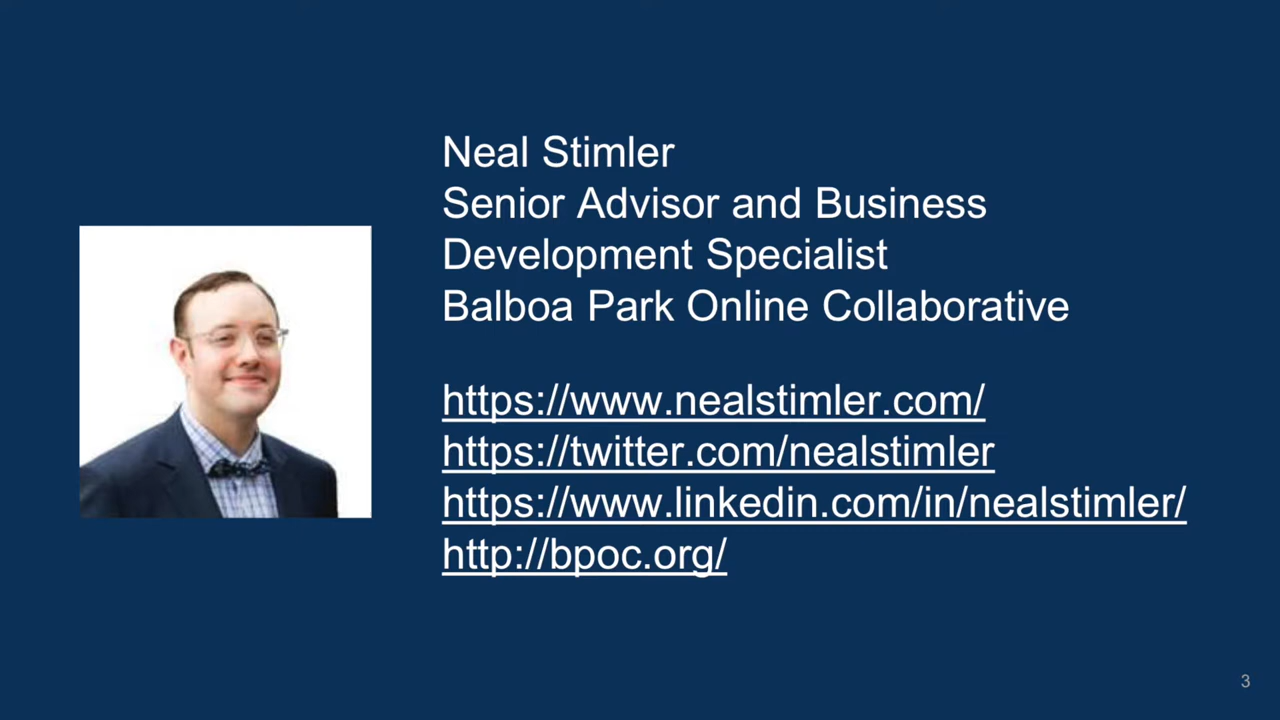 Neal Stimler
Senior Advisor and Business
Development Specialist
Balboa Park Online Collaborative
https://www.nealstimler.com/
https://twitter.com/nealstimler
https://www.linkedin.com/in/nealstimler/
http://bpoc.org/
3